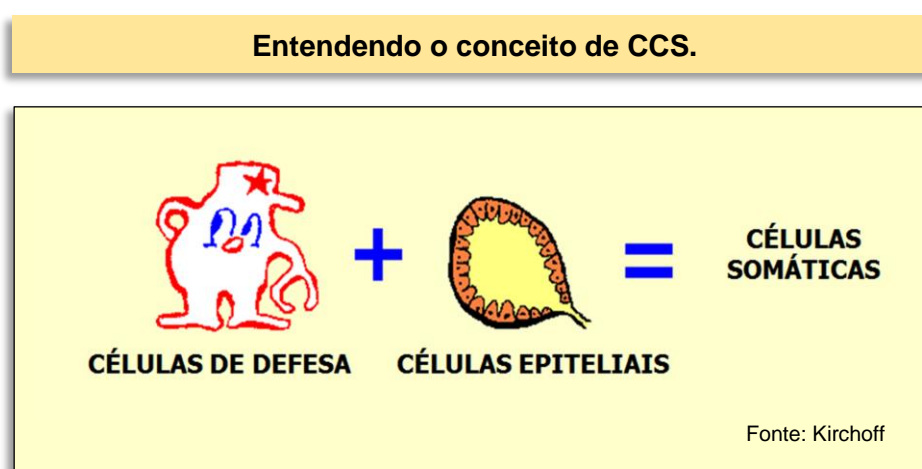 Entendendo o conceito de CCS.
CÉLULAS DE DEFESA
+
CÉLULAS EPITELIAIS
=
CÉLULAS
SOMÁTICAS
Fonte: Kirchoff